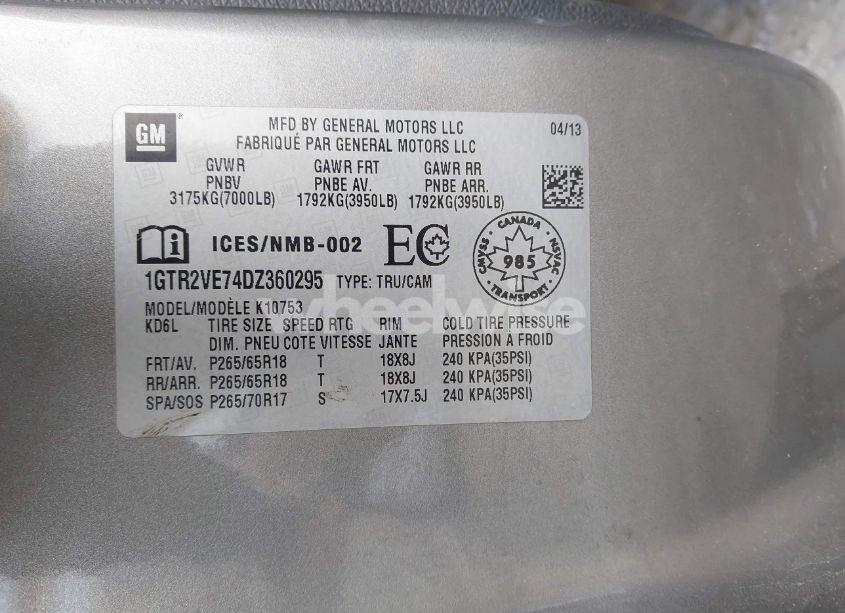 GM
MFD BY GENERAL MOTORS LLC 04/13
FABRIQUÉ PAR GENERAL MOTORS LLC
GVWR GAWR FRT GAWR RR
PNBV PNBE AV. PNBE ARR.
3175KG(7000LB) 1792KG(3950LB) 1792KG(3950LB)
ICES/NMB-002 EC CANADA CMVSS 985 NSVAC TRANSPORT
1GTR2VE74DZ360295 TYPE: TRU/CAM
MODEL/MODÈLE K10753
wheelwise
KD6L TIRE SIZE SPEED RTG RIM COLD TIRE PRESSURE
DIM. PNEU COTE VITESSE JANTE PRESSION A FROID
FRT/AV. P265/65R18 T 18X8J 240 KPA(35PSI)
RR/ARR. P265/65R18 T 18X8J 240 KPA(35PSI)
SPA/SOS P265/70R17 S 17X7.5J 240 KPA(35PSI)